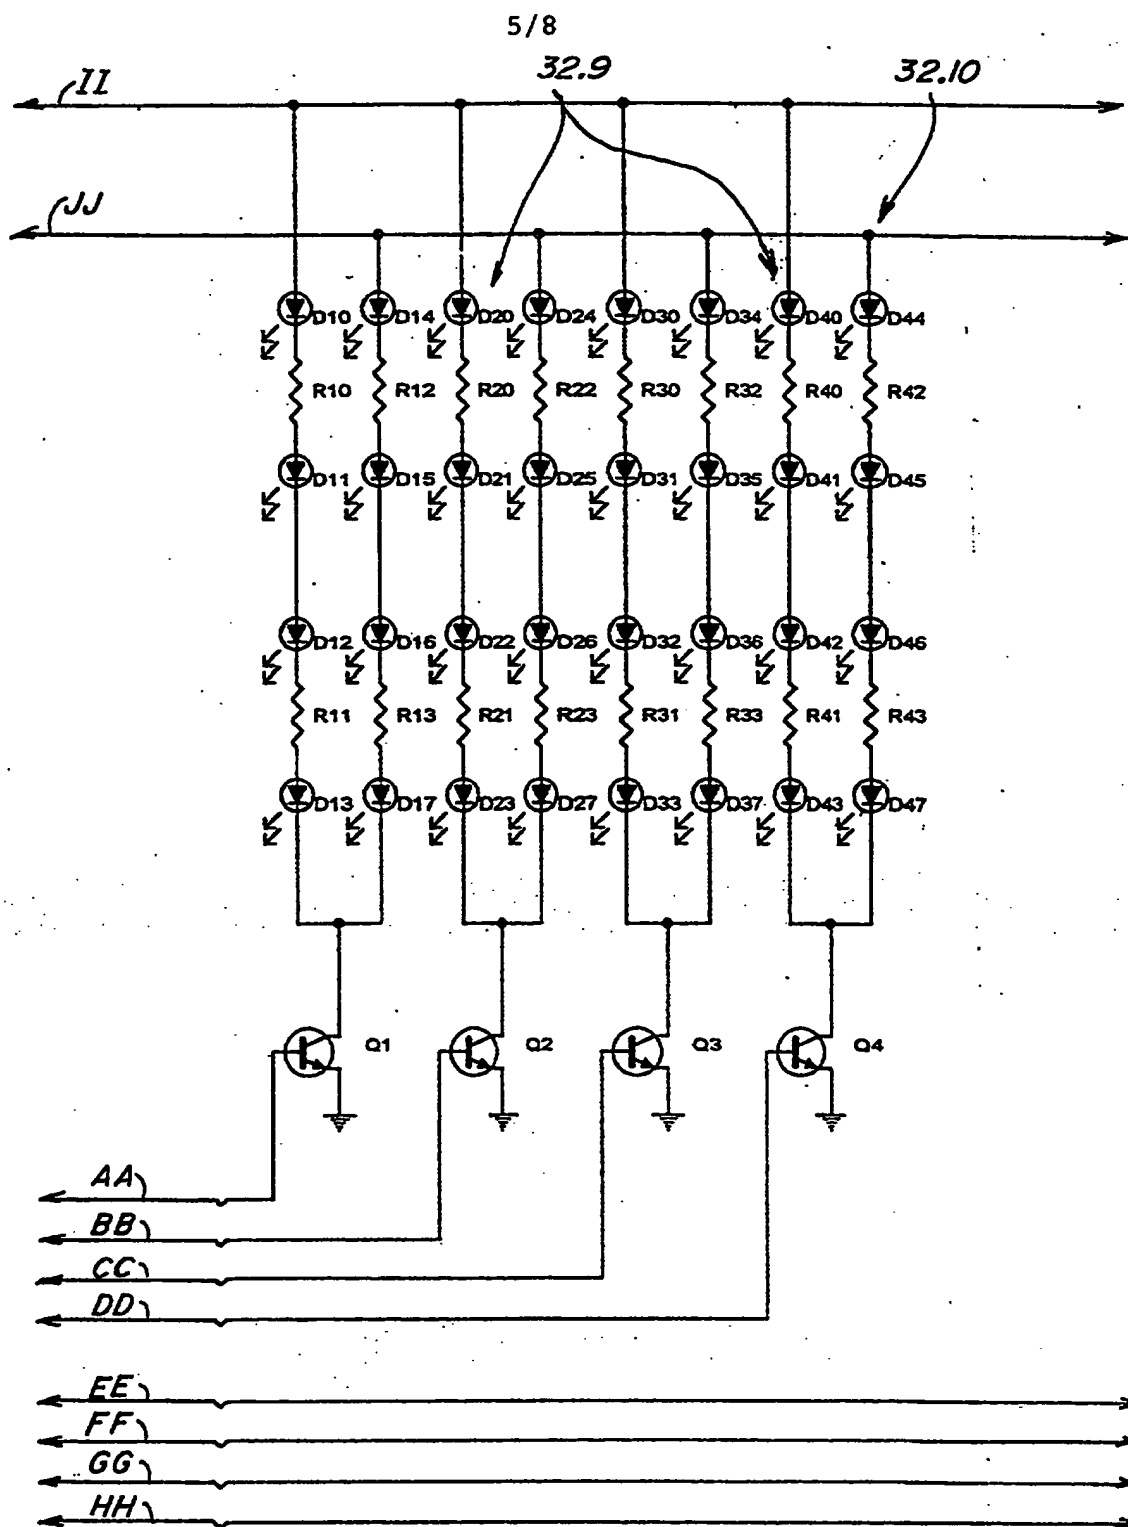 5/8
32.9 32.10
II
JJ
D10 D14 D20 D24 D30 D34 D40 D44
R10 R12 R20 R22 R30 R32 R40 R42
D11 D15 D21 D25 D31 D35 D41 D45
D12 D16 D22 D26 D32 D36 D42 D46
R11 R13 R21 R23 R31 R33 R41 R43
D13 D17 D23 D27 D33 D37 D43 D47
Q1 Q2 Q3 Q4
AA
BB
CC
DD
EE
FF
GG
HH